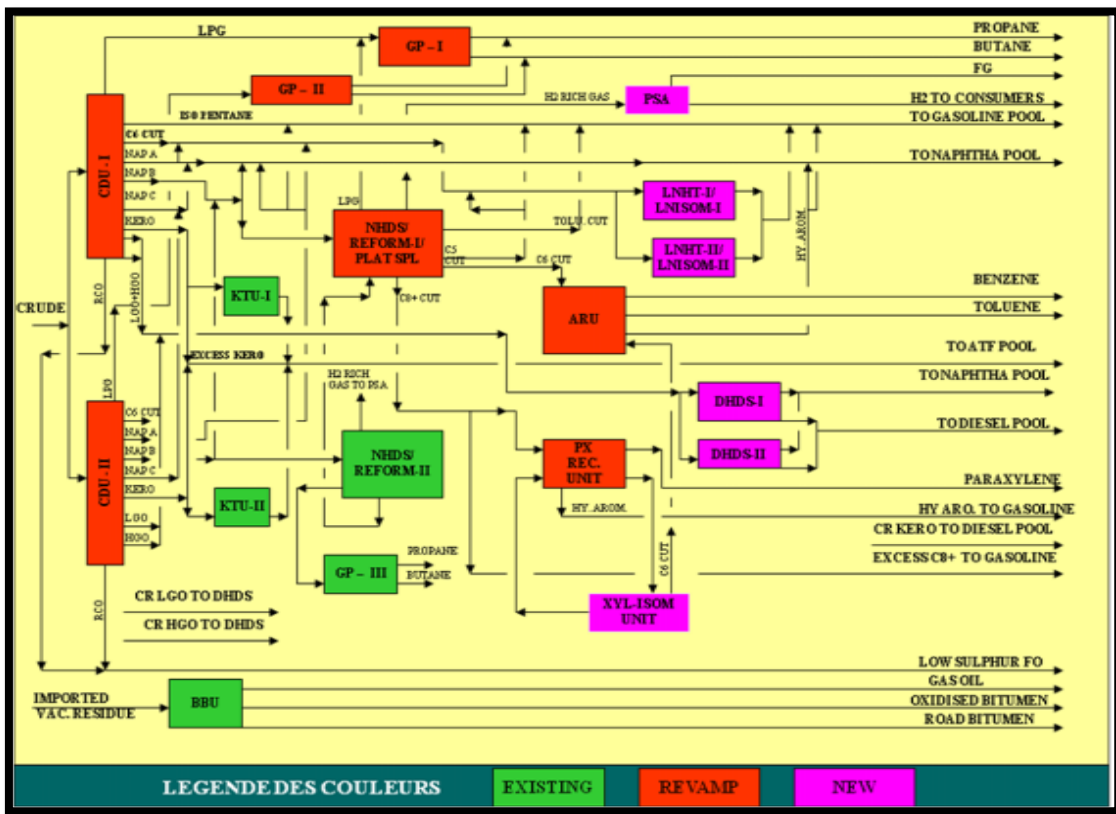 LPG
GP – I
PROPANE
BUTANE
FG
GP – II
H2 RICH GAS
PSA
H2 TO CONSUMERS
ISO PENTANE
TO GASOLINE POOL
CDU - I
C6 CUT
NAP A
NAP B
NAP C
KERO
TO NAPHTHA POOL
LPG
NHDS/
REFORM-I/
PLAT SPL
TOLU. CUT
C5
CUT
C6 CUT
C8+ CUT
LNHT-I/
LNISOM-I
LNHT-II/
LNISOM-II
HY. AROM.
CRUDE
RCO
LGO+HGO
KTU-I
ARU
BENZENE
TOLUENE
EXCESS KERO
TO ATF POOL
H2 RICH
GAS TO PSA
TO NAPHTHA POOL
LPG
CDU - II
C6 CUT
NAP A
NAP B
NAP C
KERO
LGO
HGO
KTU-II
NHDS/
REFORM-II
DHDS-I
DHDS-II
TO DIESEL POOL
PX
REC.
UNIT
PARAXYLENE
HY. AROM.
HY ARO. TO GASOLINE
CR KERO TO DIESEL POOL
C6 CUT
EXCESS C8+ TO GASOLINE
GP – III
PROPANE
BUTANE
XYL-ISOM
UNIT
RCO
CR LGO TO DHDS
CR HGO TO DHDS
LOW SULPHUR FO
IMPORTED
VAC. RESIDUE
BBU
GAS OIL
OXIDISED BITUMEN
ROAD BITUMEN
LEGENDE DES COULEURS
EXISTING
REVAMP
NEW